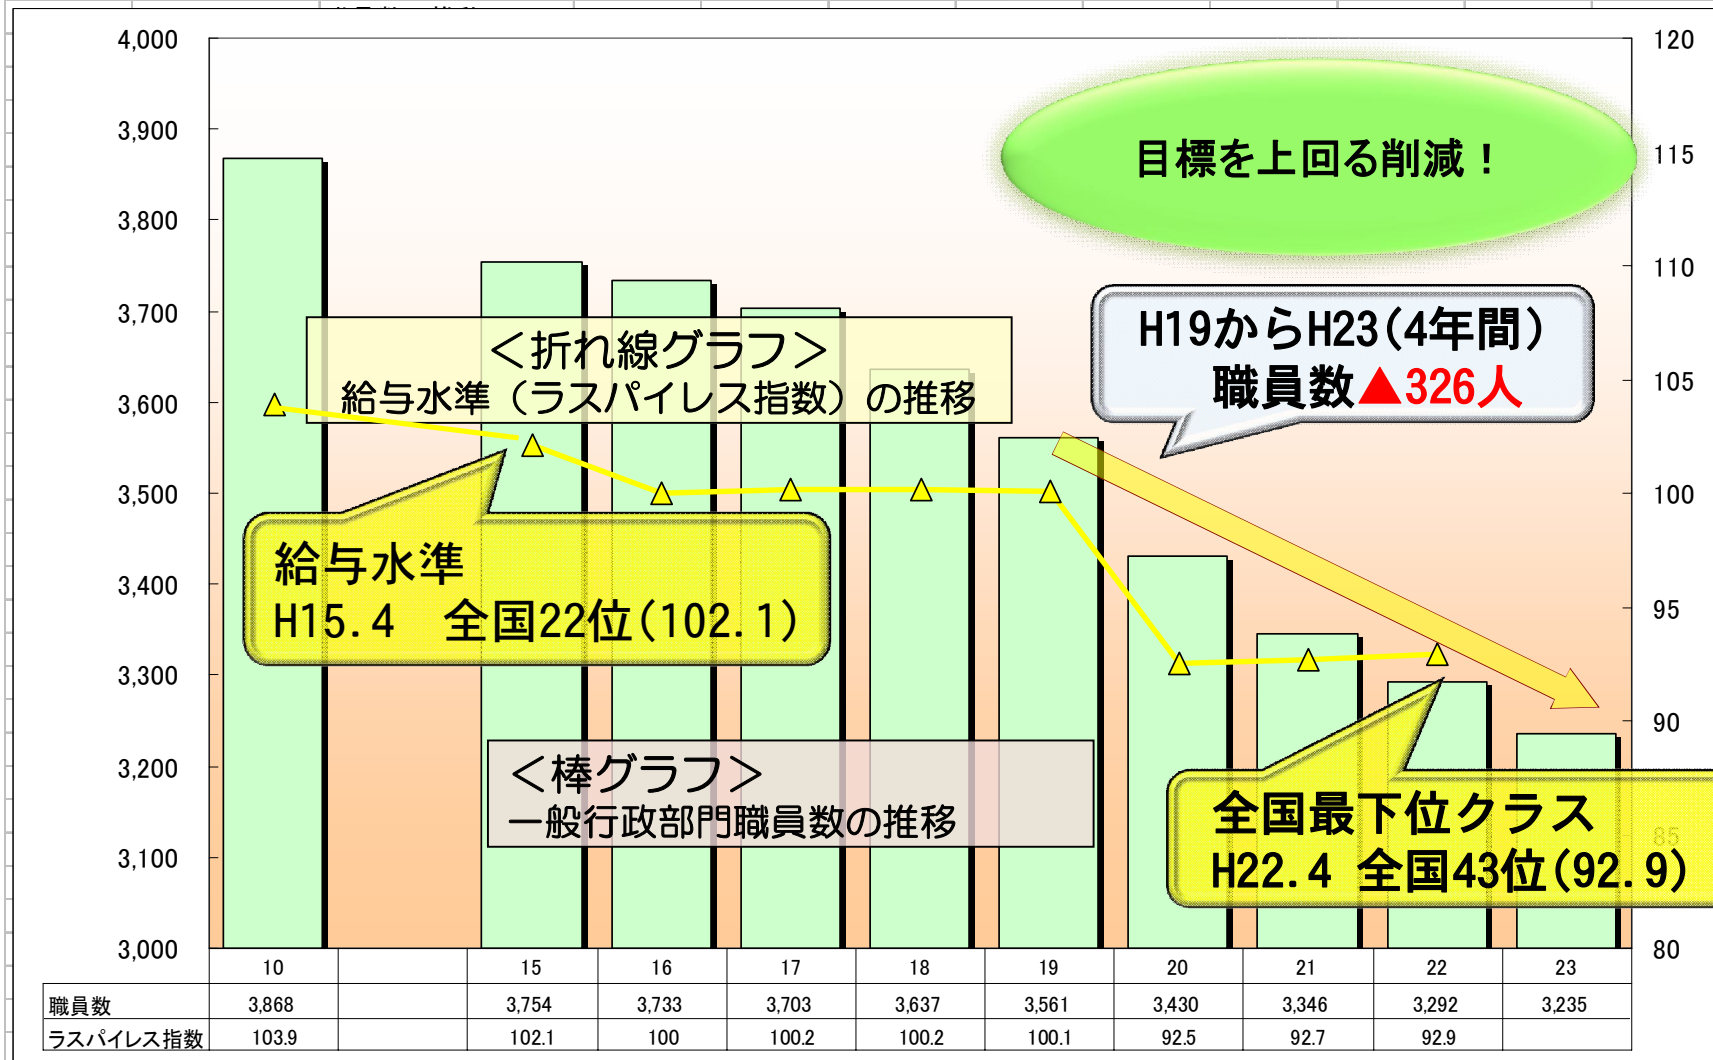 4,000
3,900
3,800
3,700
3,600
3,500
3,400
3,300
3,200
3,100
3,000
120
115
110
105
100
95
90
85
80
目標を上回る削減！
H19からH23(4年間)
職員数▲326人
＜折れ線グラフ＞
給与水準（ラスパイレス指数）の推移
給与水準
H15.4　全国22位(102.1)
＜棒グラフ＞
一般行政部門職員数の推移
全国最下位クラス
H22.4 全国43位(92.9)
10 15 16 17 18 19 20 21 22 23
職員数 3,868 3,754 3,733 3,703 3,637 3,561 3,430 3,346 3,292 3,235
ラスパイレス指数 103.9 102.1 100 100.2 100.2 100.1 92.5 92.7 92.9